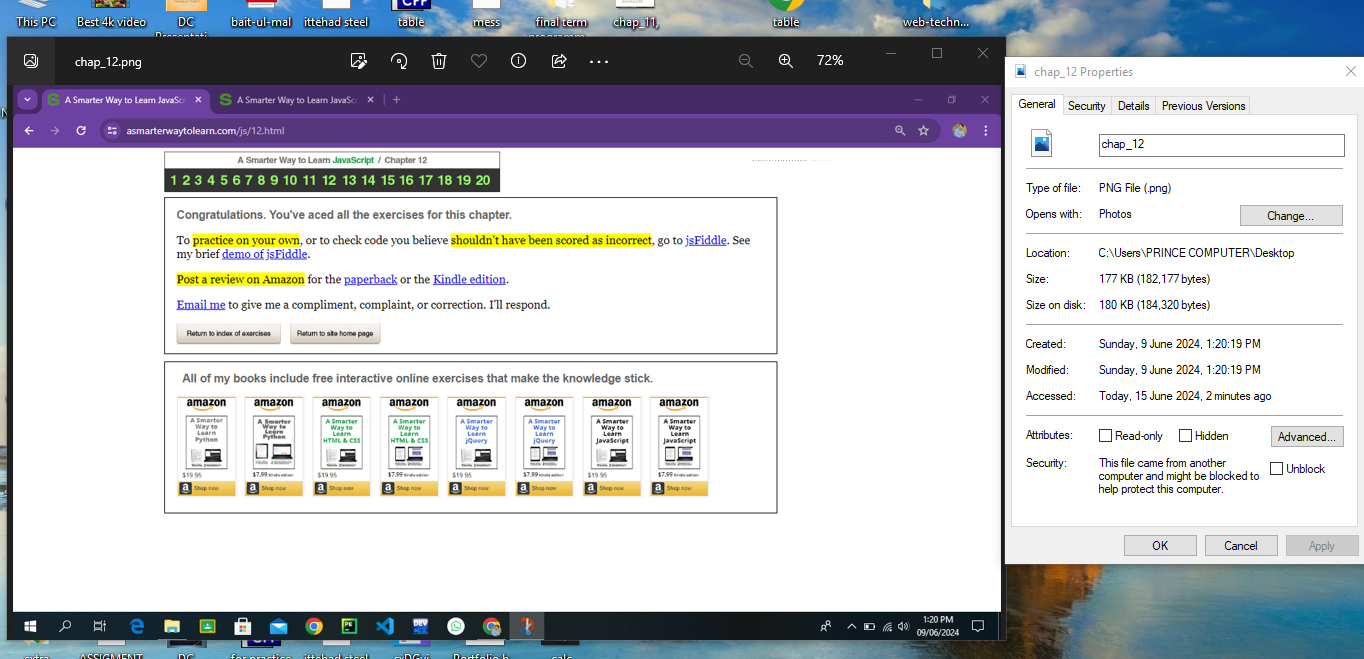 This PC
Best 4k video
DC
bait-ul-mal
ittehad steel
table
mess
final term
chap_11,
table
web-techn...
CPP
chap_12.png
72%
A Smarter Way to Learn JavaSc
A Smarter Way to Learn JavaSc
asmarterwaytolearn.com/js/12.html
A Smarter Way to Learn JavaScript / Chapter 12
1 2 3 4 5 6 7 8 9 10 11 12 13 14 15 16 17 18 19 20
Congratulations. You've aced all the exercises for this chapter.
To practice on your own, or to check code you believe shouldn't have been scored as incorrect, go to jsFiddle. See
my brief demo of jsFiddle.
Post a review on Amazon for the paperback or the Kindle edition.
Email me to give me a compliment, complaint, or correction. I'll respond.
Return to index of exercises
Return to site home page
All of my books include free interactive online exercises that make the knowledge stick.
amazon amazon amazon amazon amazon amazon amazon amazon
A Smarter Way to Learn Python
A Smarter Way to Learn Python
A Smarter Way to Learn HTML & CSS
A Smarter Way to Learn HTML & CSS
A Smarter Way to Learn jQuery
A Smarter Way to Learn jQuery
A Smarter Way to Learn JavaScript
A Smarter Way to Learn JavaScript
$19.95 $7.99 Kindle edition $19.95 $7.99 Kindle edition $19.95 $7.99 Kindle edition $19.95 $7.99 Kindle edition
Shop now Shop now Shop now Shop now Shop now Shop now Shop now Shop now
1:20 PM
09/06/2024
chap_12 Properties
General Security Details Previous Versions
chap_12
Type of file: PNG File (.png)
Opens with: Photos Change...
Location: C:\Users\PRINCE COMPUTER\Desktop
Size: 177 KB (182,177 bytes)
Size on disk: 180 KB (184,320 bytes)
Created: Sunday, 9 June 2024, 1:20:19 PM
Modified: Sunday, 9 June 2024, 1:20:19 PM
Accessed: Today, 15 June 2024, 2 minutes ago
Attributes: Read-only Hidden Advanced...
Security: This file came from another
computer and might be blocked to
help protect this computer.
Unblock
OK Cancel Apply